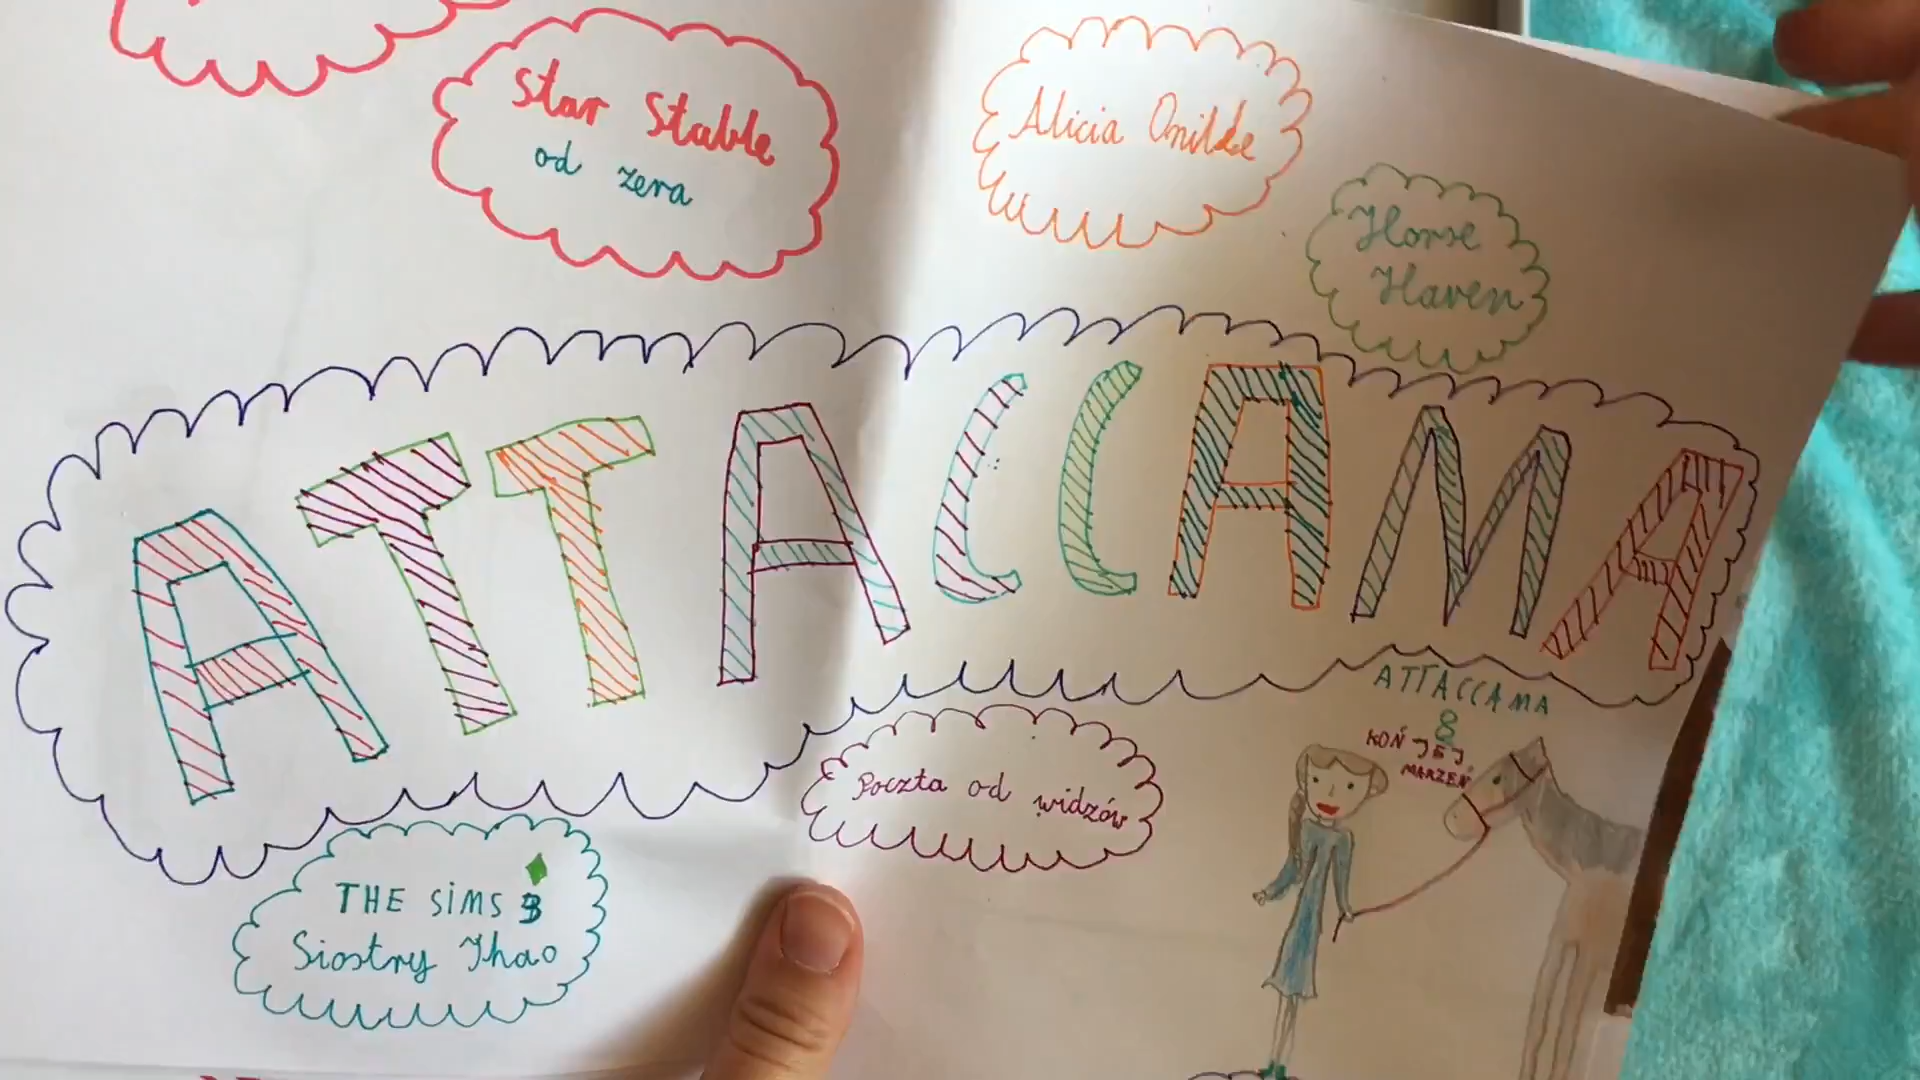 Star Stable
od zera
Alicia Onilde
Horse
Haven
ATTACCAMA
ATTACCAMA
&
KOŃ JEJ
MARZEŃ
Poczta od widzów
THE SiMS 3
Siostry Thao